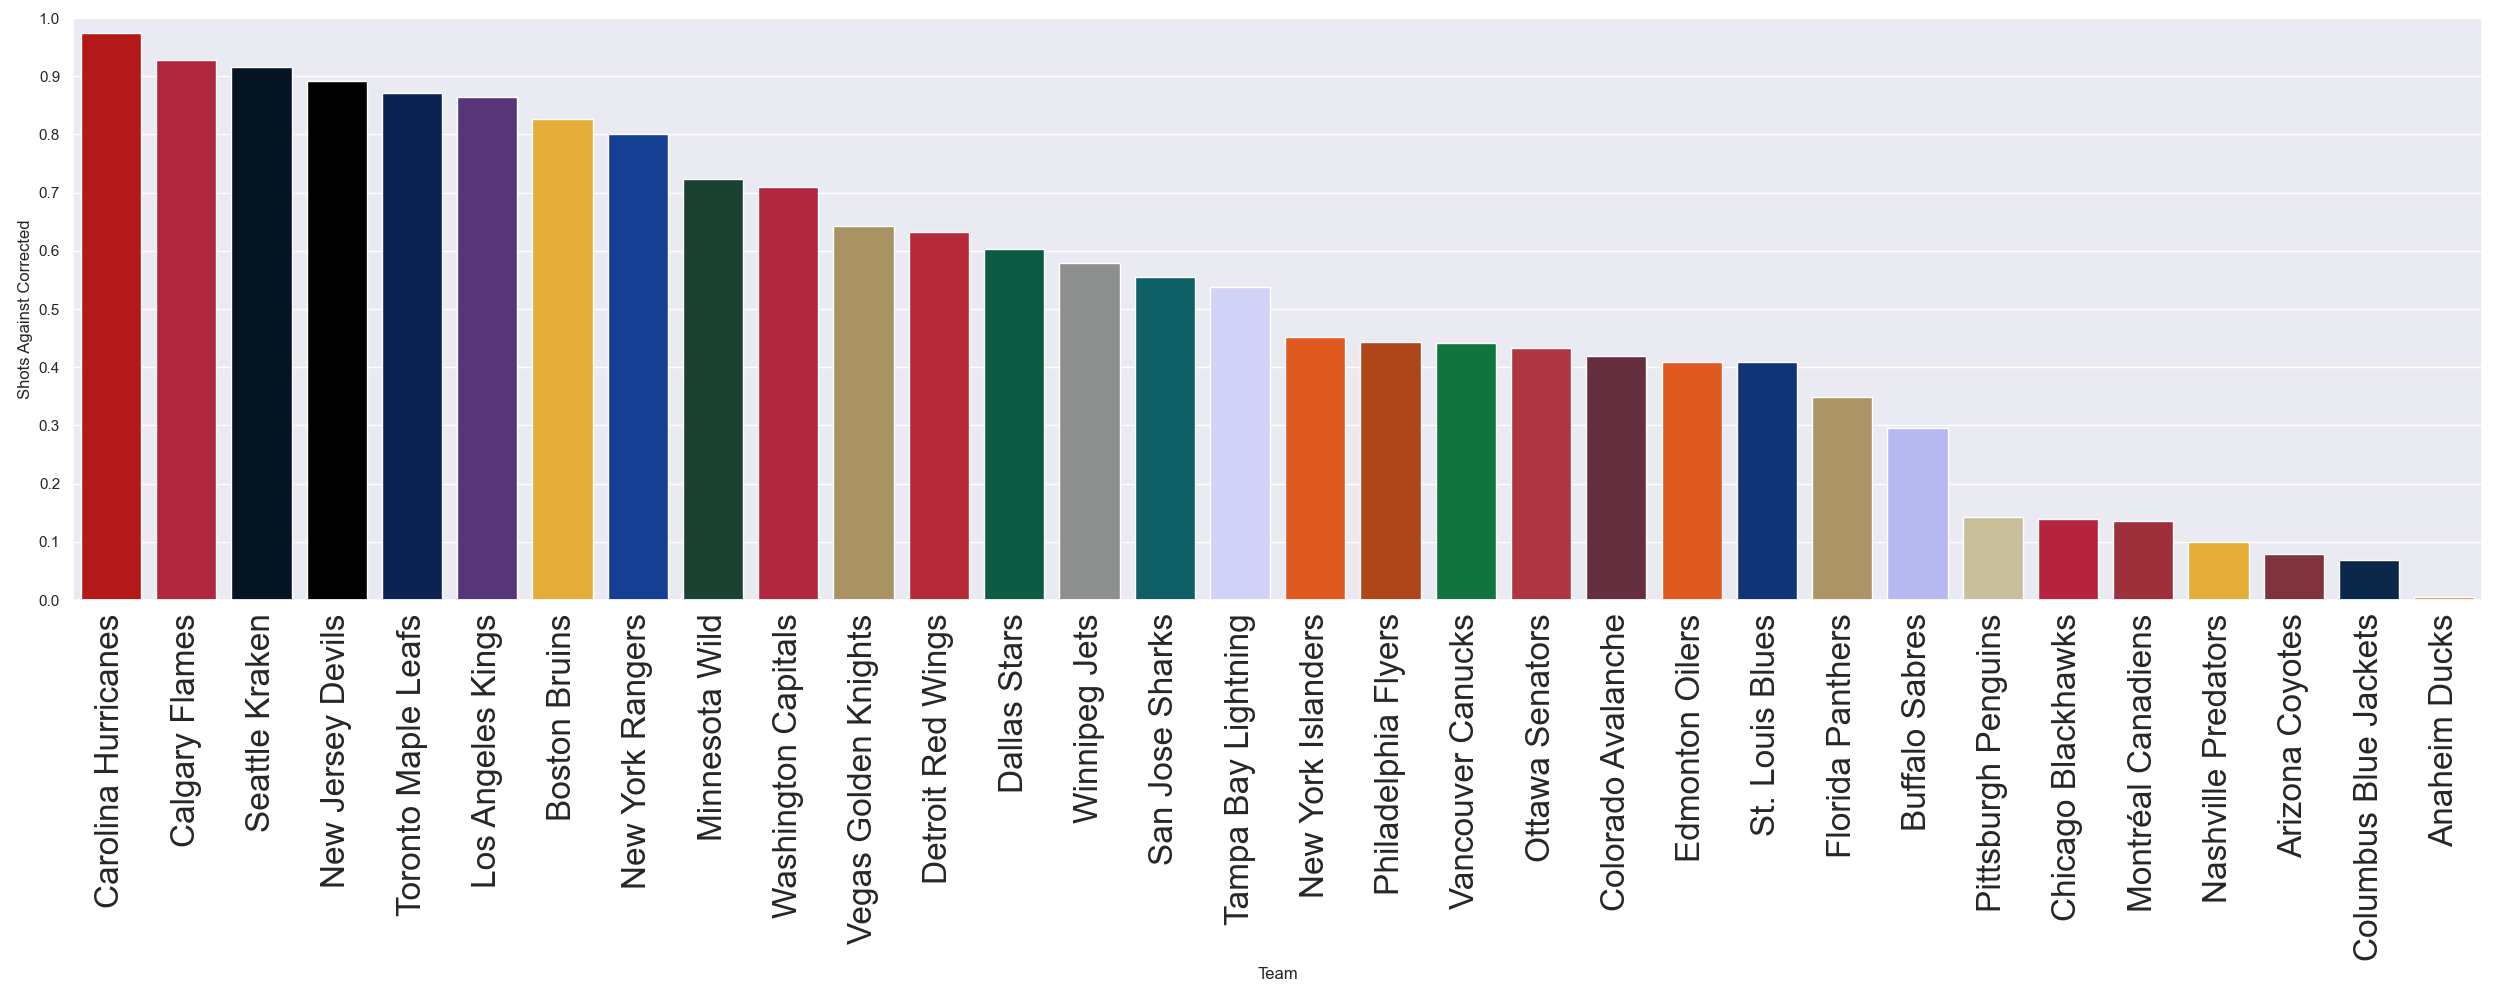 1.0
0.9
0.8
0.7
0.6
0.5
0.4
0.3
0.2
0.1
0.0
Shots Against Corrected
Carolina Hurricanes
Calgary Flames
Seattle Kraken
New Jersey Devils
Toronto Maple Leafs
Los Angeles Kings
Boston Bruins
New York Rangers
Minnesota Wild
Washington Capitals
Vegas Golden Knights
Detroit Red Wings
Dallas Stars
Winnipeg Jets
San Jose Sharks
Tampa Bay Lightning
New York Islanders
Philadelphia Flyers
Vancouver Canucks
Ottawa Senators
Colorado Avalanche
Edmonton Oilers
St. Louis Blues
Florida Panthers
Buffalo Sabres
Pittsburgh Penguins
Chicago Blackhawks
Montréal Canadiens
Nashville Predators
Arizona Coyotes
Columbus Blue Jackets
Anaheim Ducks
Team